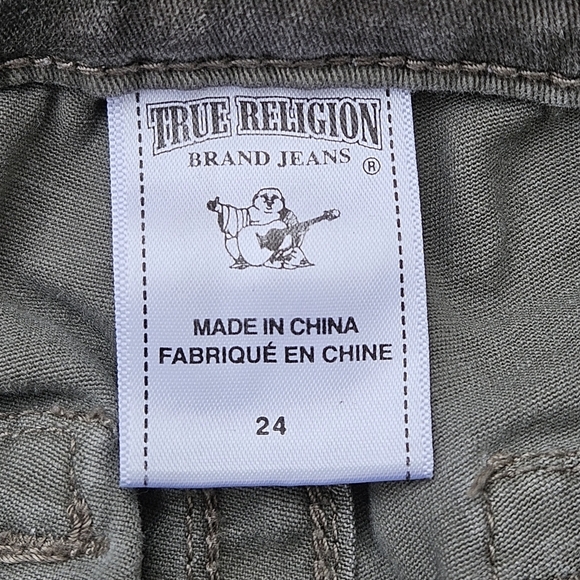 TRUE RELIGION
BRAND JEANS ®
MADE IN CHINA
FABRIQUÉ EN CHINE
24